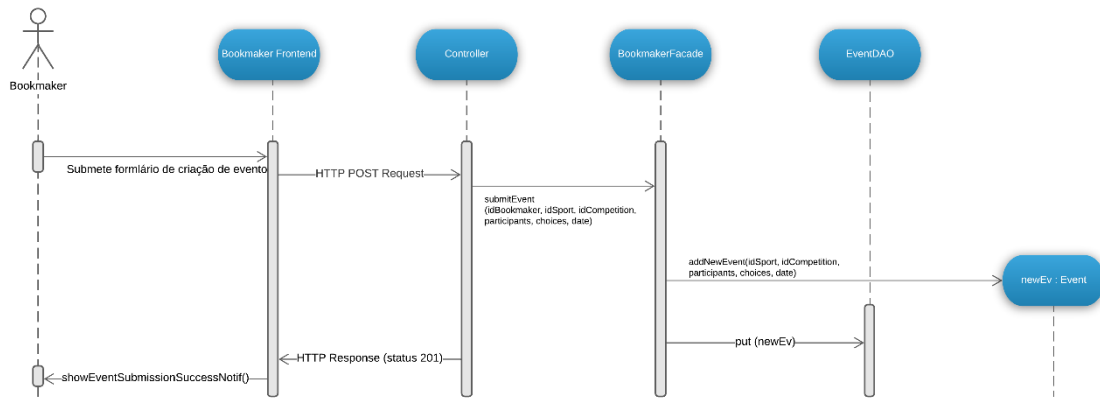 Bookmaker
Bookmaker Frontend
Controller
BookmakerFacade
EventDAO
Submete formlário de criação de evento
HTTP POST Request
submitEvent
(idBookmaker, idSport, idCompetition,
participants, choices, date)
addNewEvent(idSport, idCompetition,
participants, choices, date)
newEv : Event
put (newEv)
HTTP Response (status 201)
showEventSubmissionSuccessNotif()